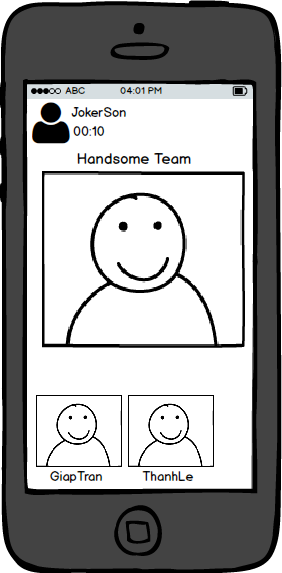 ABC 04:01 PM
JokerSon
00:10
Handsome Team
GiapTran ThanhLe